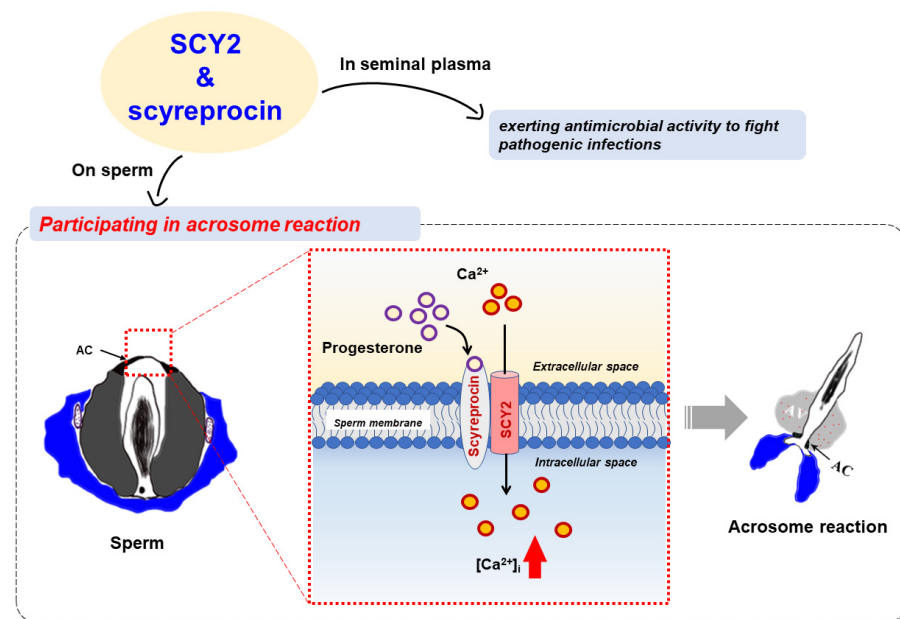 SCY2
&
scyreprocin
In seminal plasma
exerting antimicrobial activity to fight
pathogenic infections
On sperm
Participating in acrosome reaction
Ca²⁺
Progesterone
Extracellular space
Scyreprocin
SCY2
Sperm membrane
Intracellular space
[Ca²⁺]ᵢ
AC
Sperm
AV
AC
Acrosome reaction